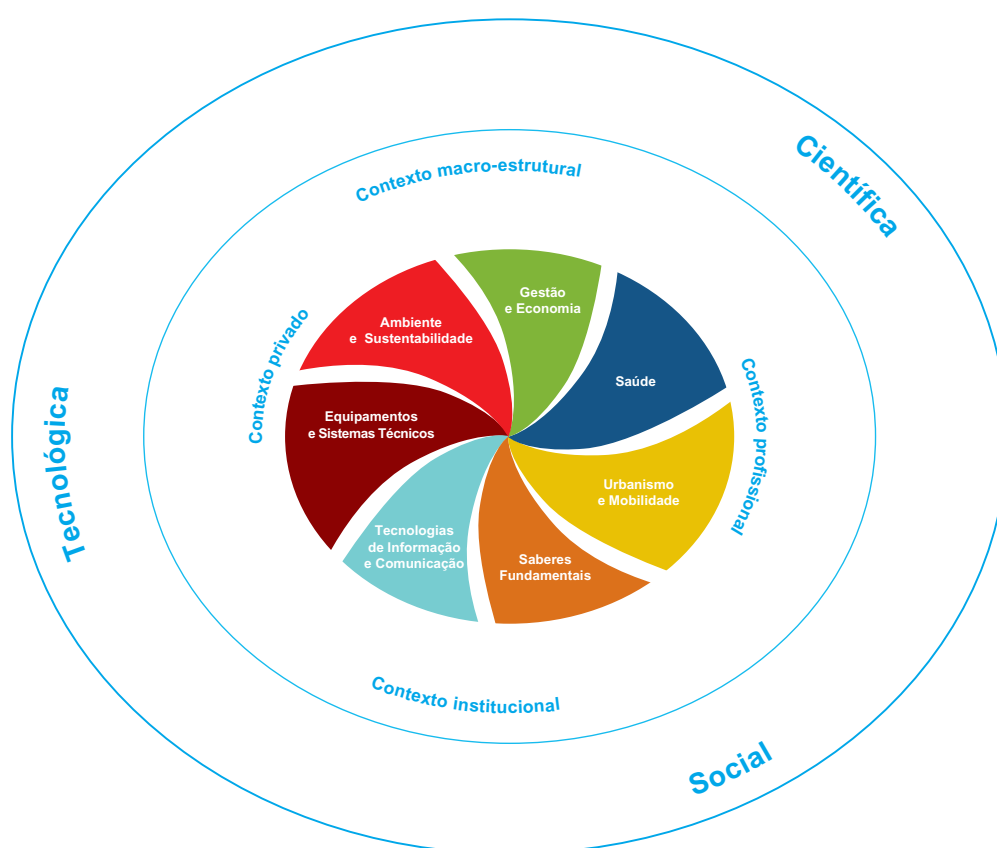 Científica
Contexto macro-estrutural
Gestão
e Economia
Ambiente
e Sustentabilidade
Contexto privado
Saúde
Contexto profissional
Tecnológica
Equipamentos
e Sistemas Técnicos
Urbanismo
e Mobilidade
Tecnologias
de Informação
e Comunicação
Saberes
Fundamentais
Contexto institucional
Social